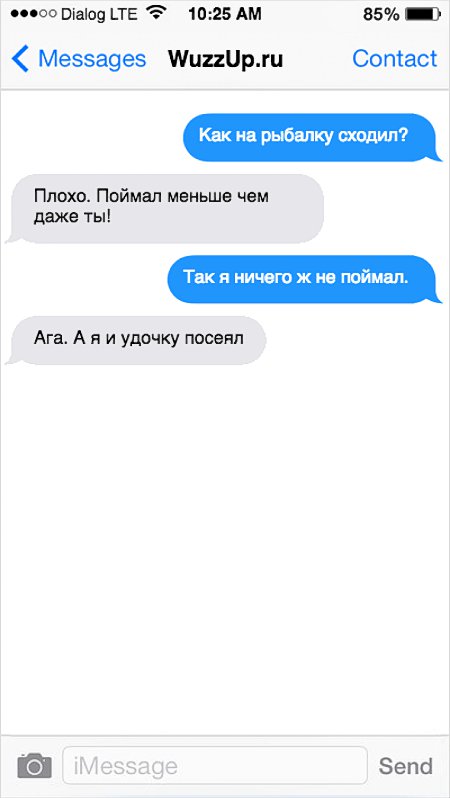 Dialog LTE 10:25 AM 85%
Messages WuzzUp.ru Contact
Как на рыбалку сходил?
Плохо. Поймал меньше чем
даже ты!
Так я ничего ж не поймал.
Ага. А я и удочку посеял
iMessage Send